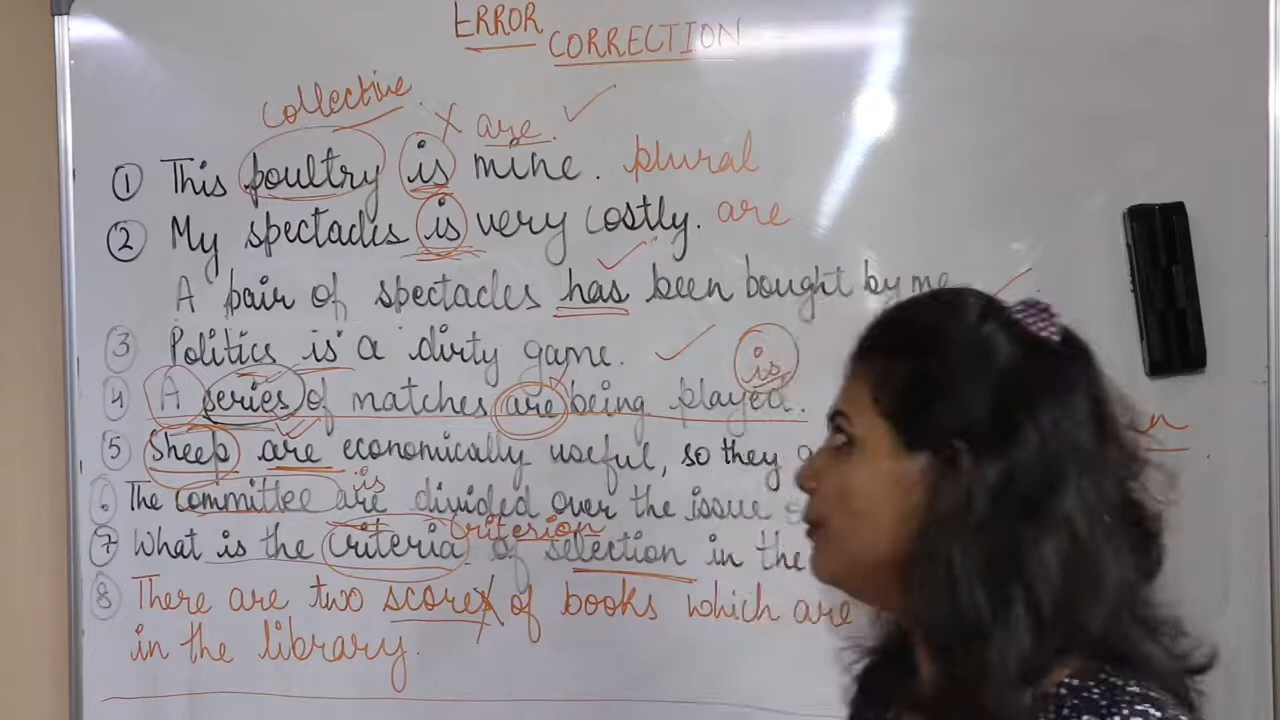 ERROR CORRECTION
collective
x are. ✓
① This poultry is mine. plural
② My spectacles is very costly. are
A pair of spectacles has been bought by me
③ Politics is a dirty game. ✓ is
④ A series of matches are being played.
⑤ Sheep are economically useful, so they
is
⑥ The committee are divided over the issue
criterion
⑦ What is the criteria of selection in the
⑧ There are two scores of books which are
in the library.